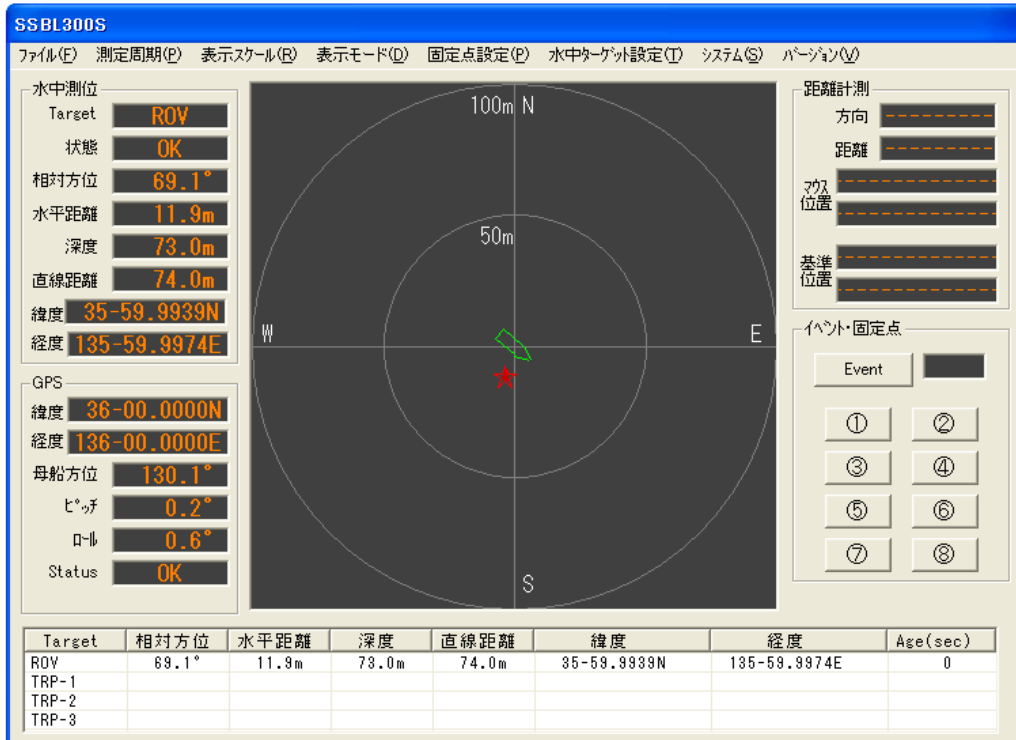 SSBL300S
ファイル(F) 測定周期(P) 表示スケール(R) 表示モード(D) 固定点設定(P) 水中ターゲット設定(T) システム(S) バージョン(V)
水中測位
Target ROV
状態 OK
相対方位 69.1°
水平距離 11.9m
深度 73.0m
直線距離 74.0m
緯度 35-59.9939N
経度 135-59.9974E
GPS
緯度 36-00.0000N
経度 136-00.0000E
母船方位 130.1°
ピッチ 0.2°
ロール 0.6°
Status OK
100m N
50m
W E
S
距離計測
方向 ----------
距離 ----------
マウス位置 --------------
--------------
基準位置 --------------
--------------
イベント・固定点
Event
① ②
③ ④
⑤ ⑥
⑦ ⑧
Target 相対方位 水平距離 深度 直線距離 緯度 経度 Age(sec)
ROV 69.1° 11.9m 73.0m 74.0m 35-59.9939N 135-59.9974E 0
TRP-1
TRP-2
TRP-3